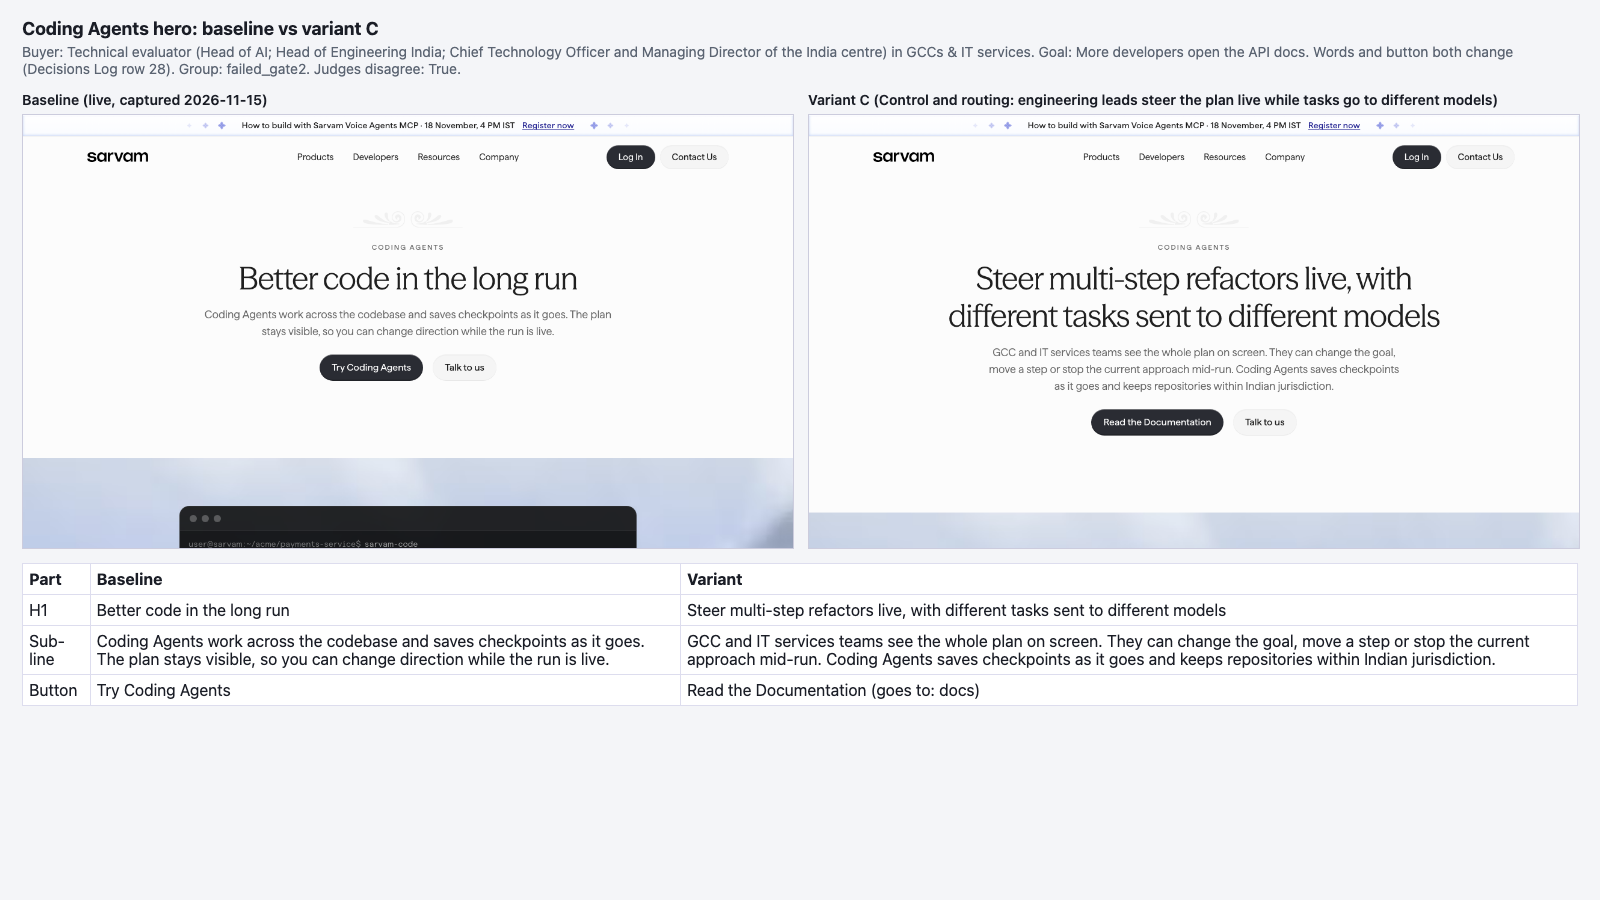 Coding Agents hero: baseline vs variant C
Buyer: Technical evaluator (Head of AI; Head of Engineering India; Chief Technology Officer and Managing Director of the India centre) in GCCs & IT services. Goal: More developers open the API docs. Words and button both change
(Decisions Log row 28). Group: failed_gate2. Judges disagree: True.
Baseline (live, captured 2026-11-15)
How to build with Sarvam Voice Agents MCP · 18 November, 4 PM IST Register now
sarvam Products Developers Resources Company Log In Contact Us
CODING AGENTS
Better code in the long run
Coding Agents work across the codebase and saves checkpoints as it goes. The plan
stays visible, so you can change direction while the run is live.
Try Coding Agents Talk to us
user@sarvam:~/acme/payments-service$ sarvam-code
Variant C (Control and routing: engineering leads steer the plan live while tasks go to different models)
How to build with Sarvam Voice Agents MCP · 18 November, 4 PM IST Register now
sarvam Products Developers Resources Company Log In Contact Us
CODING AGENTS
Steer multi-step refactors live, with
different tasks sent to different models
GCC and IT services teams see the whole plan on screen. They can change the goal,
move a step or stop the current approach mid-run. Coding Agents saves checkpoints
as it goes and keeps repositories within Indian jurisdiction.
Read the Documentation Talk to us
Part Baseline Variant
H1 Better code in the long run Steer multi-step refactors live, with different tasks sent to different models
Sub-
line
Coding Agents work across the codebase and saves checkpoints as it goes.
The plan stays visible, so you can change direction while the run is live.
GCC and IT services teams see the whole plan on screen. They can change the goal, move a step or stop the current
approach mid-run. Coding Agents saves checkpoints as it goes and keeps repositories within Indian jurisdiction.
Button Try Coding Agents Read the Documentation (goes to: docs)